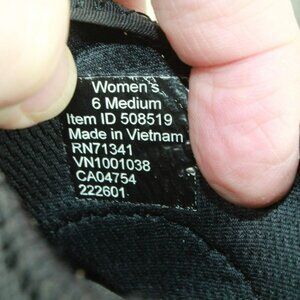 Women's
6 Medium
Item ID 508519
Made in Vietnam
RN71341
VN1001038
CA04754
222601